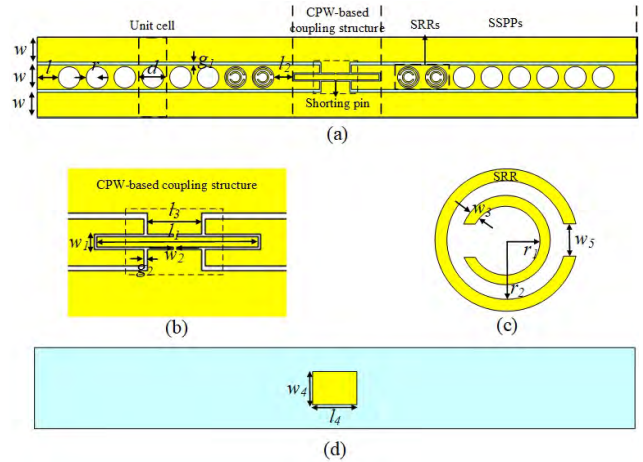 CPW-based
coupling structure
Unit cell
SRRs
SSPPs
w
l
r
d
g1
l2
w
w
Shorting pin
(a)
CPW-based coupling structure
l3
l1
w1
w2
g2
(b)
SRR
w3
w5
r1
r2
(c)
w4
l4
(d)